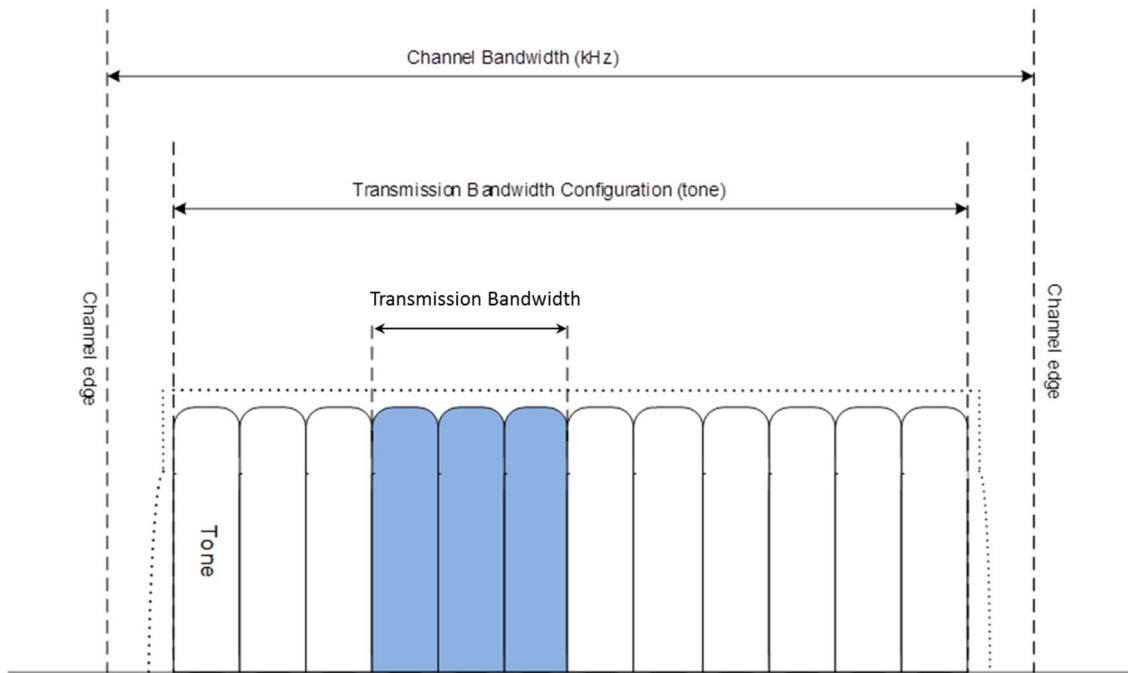 Channel Bandwidth (kHz)
Transmission Bandwidth Configuration (tone)
Transmission Bandwidth
Channel edge
Channel edge
Tone